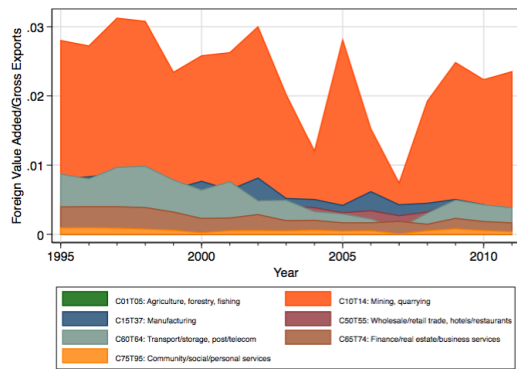 Foreign Value Added/Gross Exports
.03
.02
.01
0
1995
2000
2005
2010
Year
C01T05: Agriculture, forestry, fishing
C10T14: Mining, quarrying
C15T37: Manufacturing
C50T55: Wholesale/retail trade, hotels/restaurants
C60T64: Transport/storage, post/telecom
C65T74: Finance/real estate/business services
C75T95: Community/social/personal services